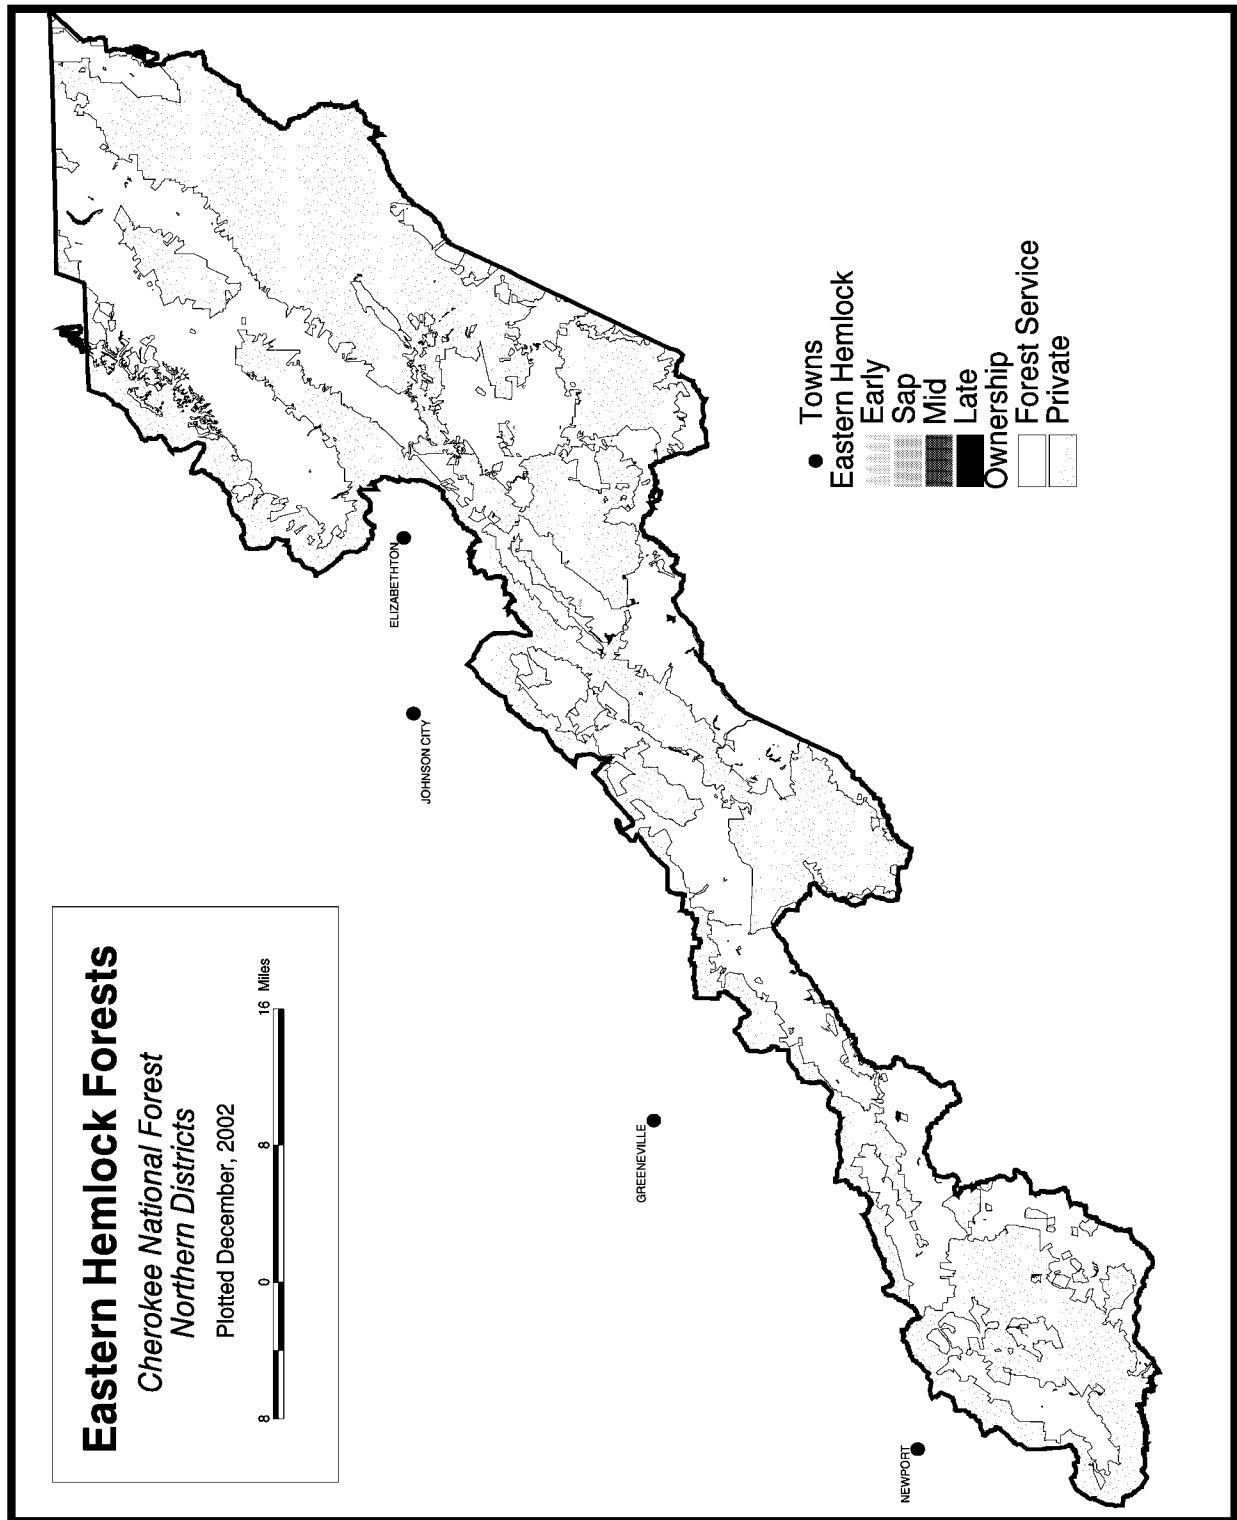 Eastern Hemlock Forests
Cherokee National Forest
Northern Districts
Plotted December, 2002
8 0 8 16 Miles
ELIZABETHTON
JOHNSON CITY
GREENEVILLE
NEWPORT
Towns
Eastern Hemlock
Early
Sap
Mid
Late
Ownership
Forest Service
Private